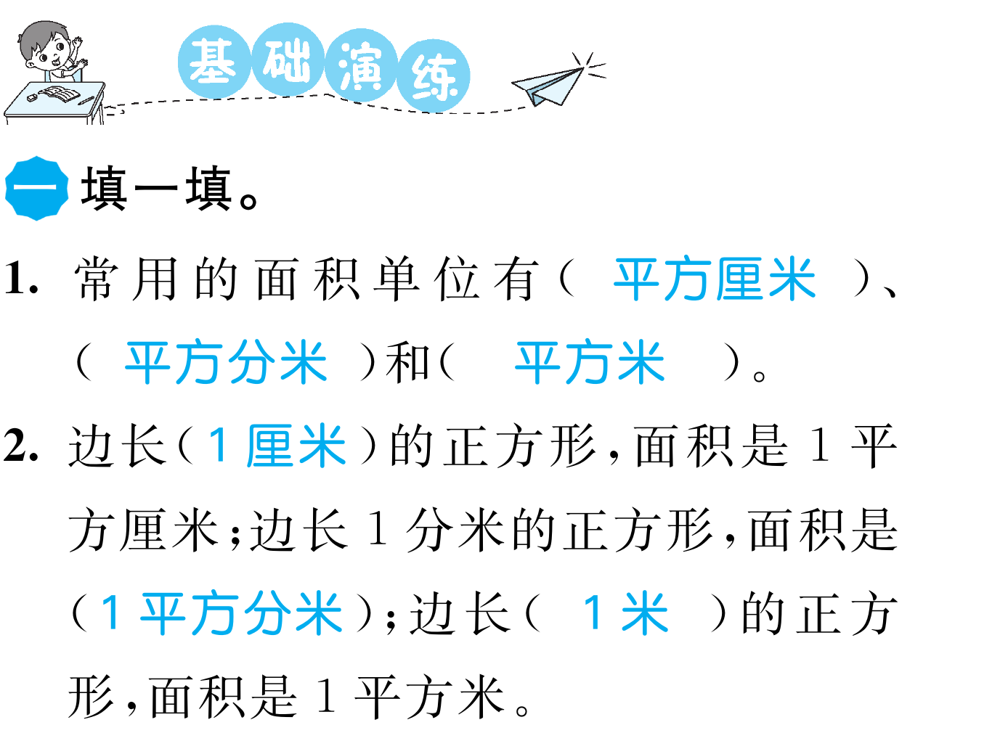 基础演练
一 填一填。
1. 常用的面积单位有( 平方厘米 )、
( 平方分米 )和( 平方米 )。
2. 边长(1厘米)的正方形,面积是1平
方厘米;边长1分米的正方形,面积是
(1平方分米);边长( 1米 )的正方
形,面积是1平方米。